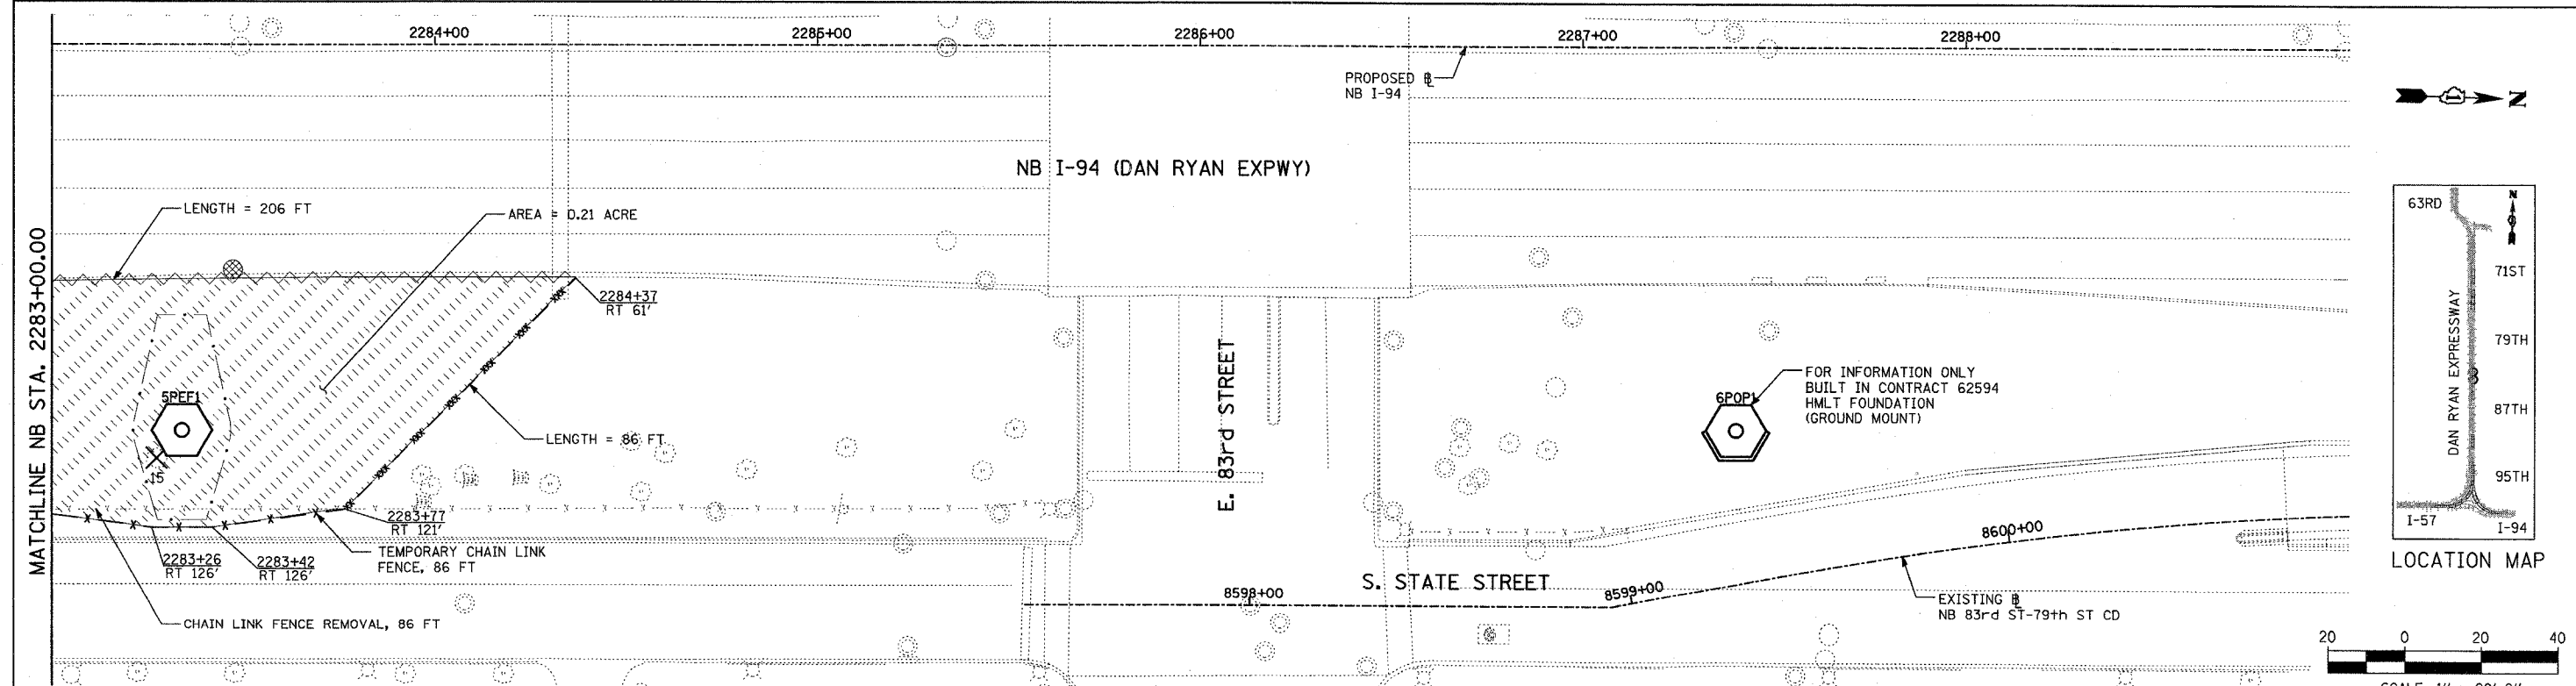 2284+00
2285+00
2286+00
2287+00
2288+00
PROPOSED ℄
NB I-94
N
NB I-94 (DAN RYAN EXPWY)
LENGTH = 206 FT
AREA = 0.21 ACRE
MATCHLINE NB STA. 2283+00.00
2284+37
RT 61'
5PEF1
.15
LENGTH = 86 FT
2283+77
RT 121'
2283+26
RT 126'
2283+42
RT 126'
TEMPORARY CHAIN LINK
FENCE, 86 FT
CHAIN LINK FENCE REMOVAL, 86 FT
E. 83rd STREET
6POP1
FOR INFORMATION ONLY
BUILT IN CONTRACT 62594
HMLT FOUNDATION
(GROUND MOUNT)
S. STATE STREET
8598+00
8599+00
8600+00
EXISTING ℄
NB 83rd ST-79th ST CD
63RD
N
71ST
79TH
87TH
95TH
DAN RYAN EXPRESSWAY
I-57
I-94
LOCATION MAP
20
0
20
40